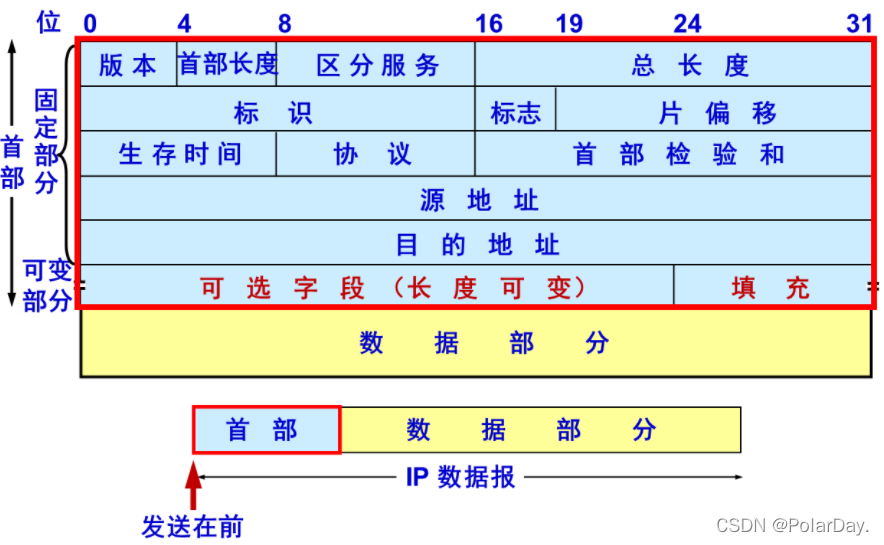 位 0 4 8 16 19 24 31
版本 首部长度 区分服务 总长度
标识 标志 片偏移
生存时间 协议 首部检验和
源地址
目的地址
可选字段（长度可变） 填充
数据部分
首部
固定部分
可变部分
首部 数据部分
IP 数据报
发送在前
CSDN @PolarDay.